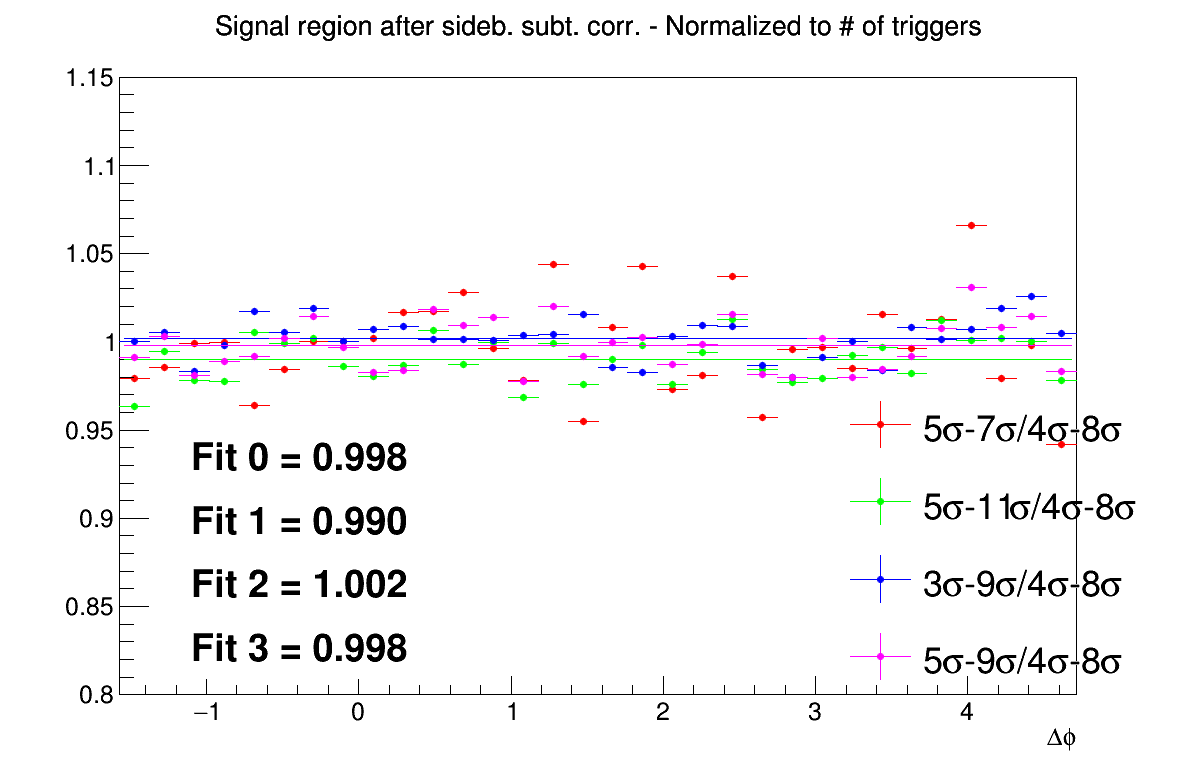 Signal region after sideb. subt. corr. - Normalized to # of triggers
1.15
1.1
1.05
1
0.95
0.9
0.85
0.8
Fit 0 = 0.998
Fit 1 = 0.990
Fit 2 = 1.002
Fit 3 = 0.998
5σ-7σ/4σ-8σ
5σ-11σ/4σ-8σ
3σ-9σ/4σ-8σ
5σ-9σ/4σ-8σ
−1 0 1 2 3 4
Δϕ